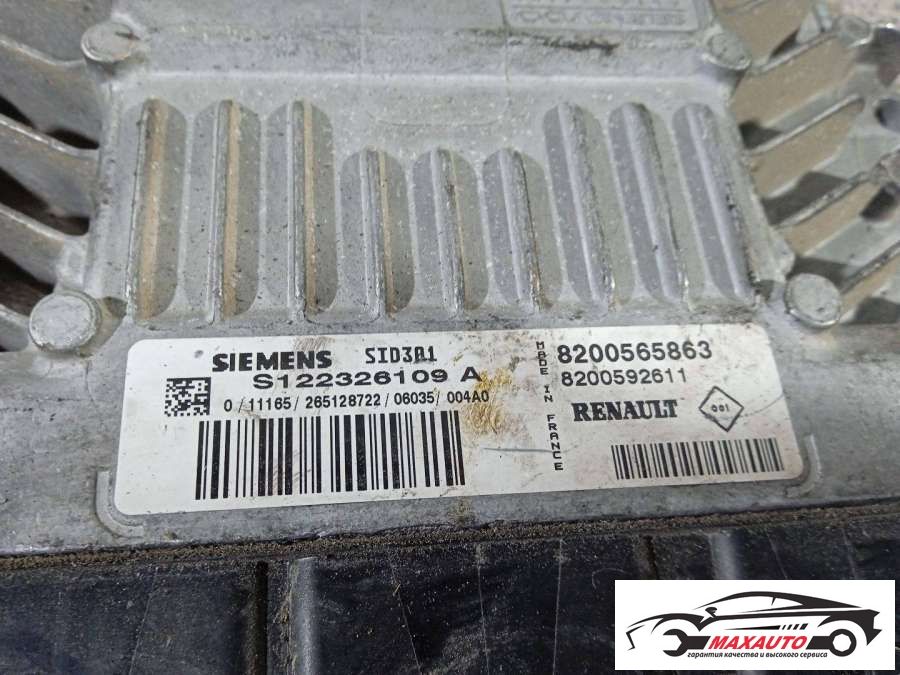 SIEMENS SID301
S122326109 A
0 / 11165 / 265128722 / 06035 / 004A0
MADE IN FRANCE
8200565863
8200592611
RENAULT 001
MAXAUTO
гарантия качества и высокого сервиса